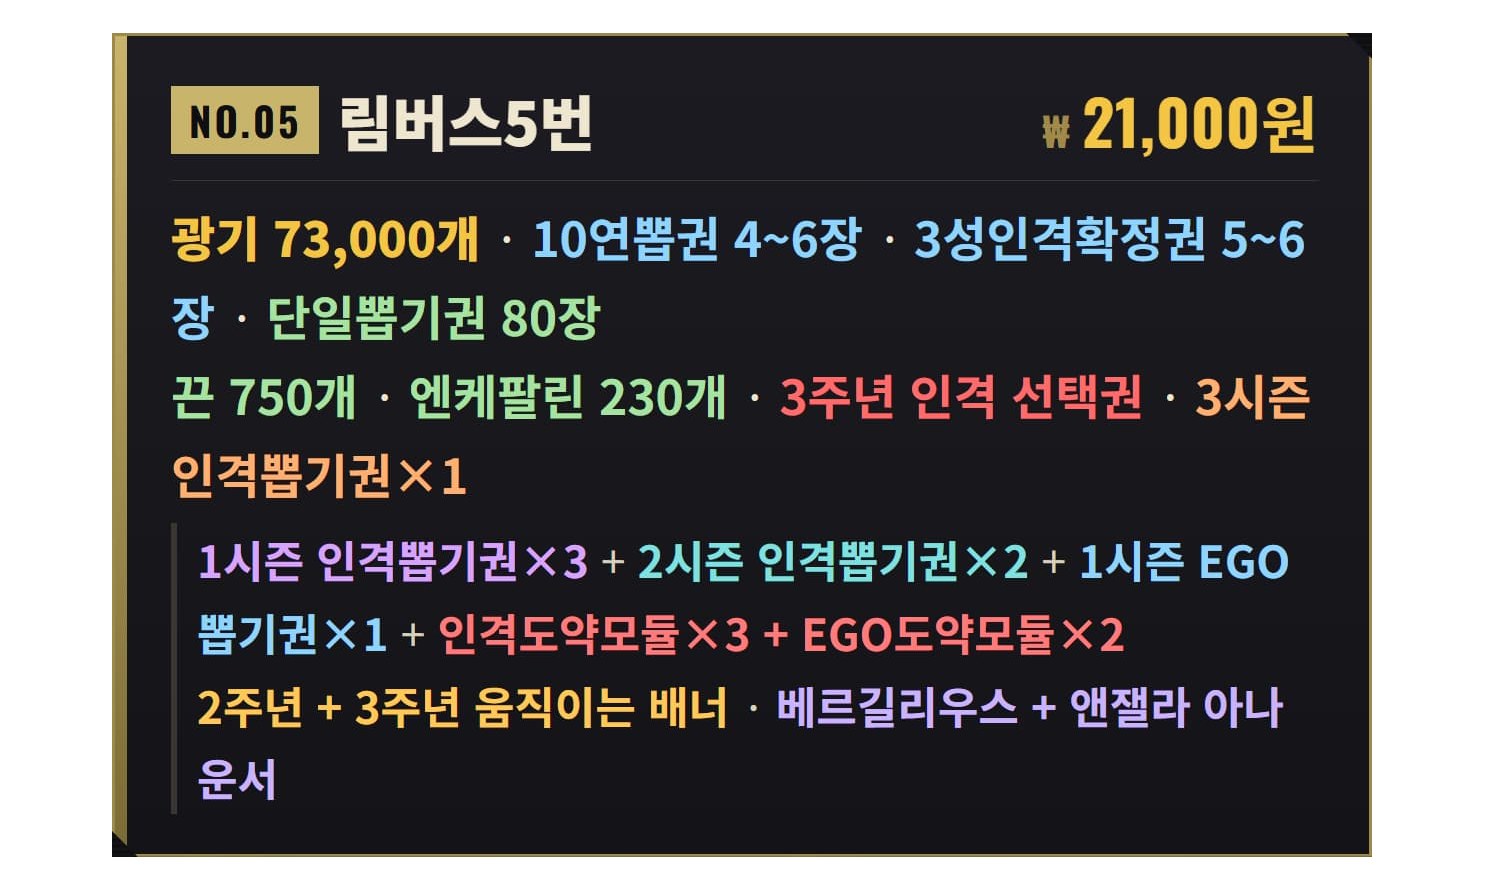 NO.05 림버스5번 ₩ 21,000원
광기 73,000개 · 10연뽑권 4~6장 · 3성인격확정권 5~6
장 · 단일뽑기권 80장
끈 750개 · 엔케팔린 230개 · 3주년 인격 선택권 · 3시즌
인격뽑기권×1
1시즌 인격뽑기권×3 + 2시즌 인격뽑기권×2 + 1시즌 EGO
뽑기권×1 + 인격도약모듈×3 + EGO도약모듈×2
2주년 + 3주년 움직이는 배너 · 베르길리우스 + 앤잴라 아나
운서